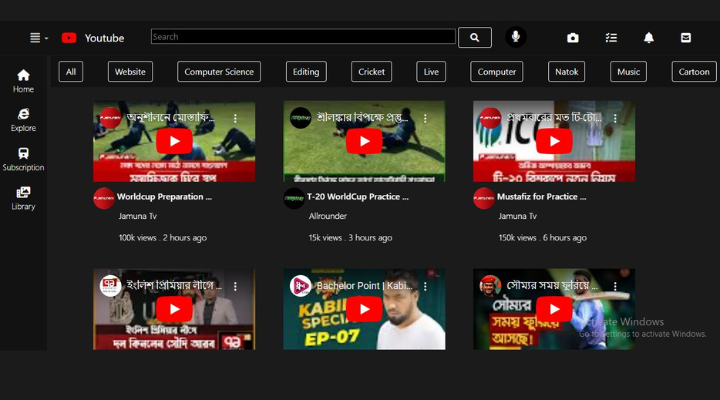 Youtube
Search
All Website Computer Science Editing Cricket Live Computer Natok Music Cartoon
Home
Explore
Subscription
Library
অনুশীলনে মোস্তাফি...
শ্রীলঙ্কার বিপক্ষে প্রস্তু...
প্রথমবারের মত টি-টো...
ICC
টি-২০ বিশ্বকাপে নতুন নিয়ম
Worldcup Preparation ...
Jamuna Tv
100k views . 2 hours ago
T-20 WorldCup Practice ...
Allrounder
15k views . 3 hours ago
Mustafiz for Practice ...
Jamuna Tv
150k views . 6 hours ago
ইংলিশ প্রিমিয়ার লীগে ...
ইংলিশ প্রিমিয়ার লীগে
দল কিনলেন সৌদি আরব
Bachelor Point | Kabi...
KABIL
SPECIAL
EP-07
সৌম্যর সময় ফুরিয়ে ...
সৌম্যর
সময় ফুরিয়ে
আসছে!
Activate Windows
Go to Settings to activate Windows.